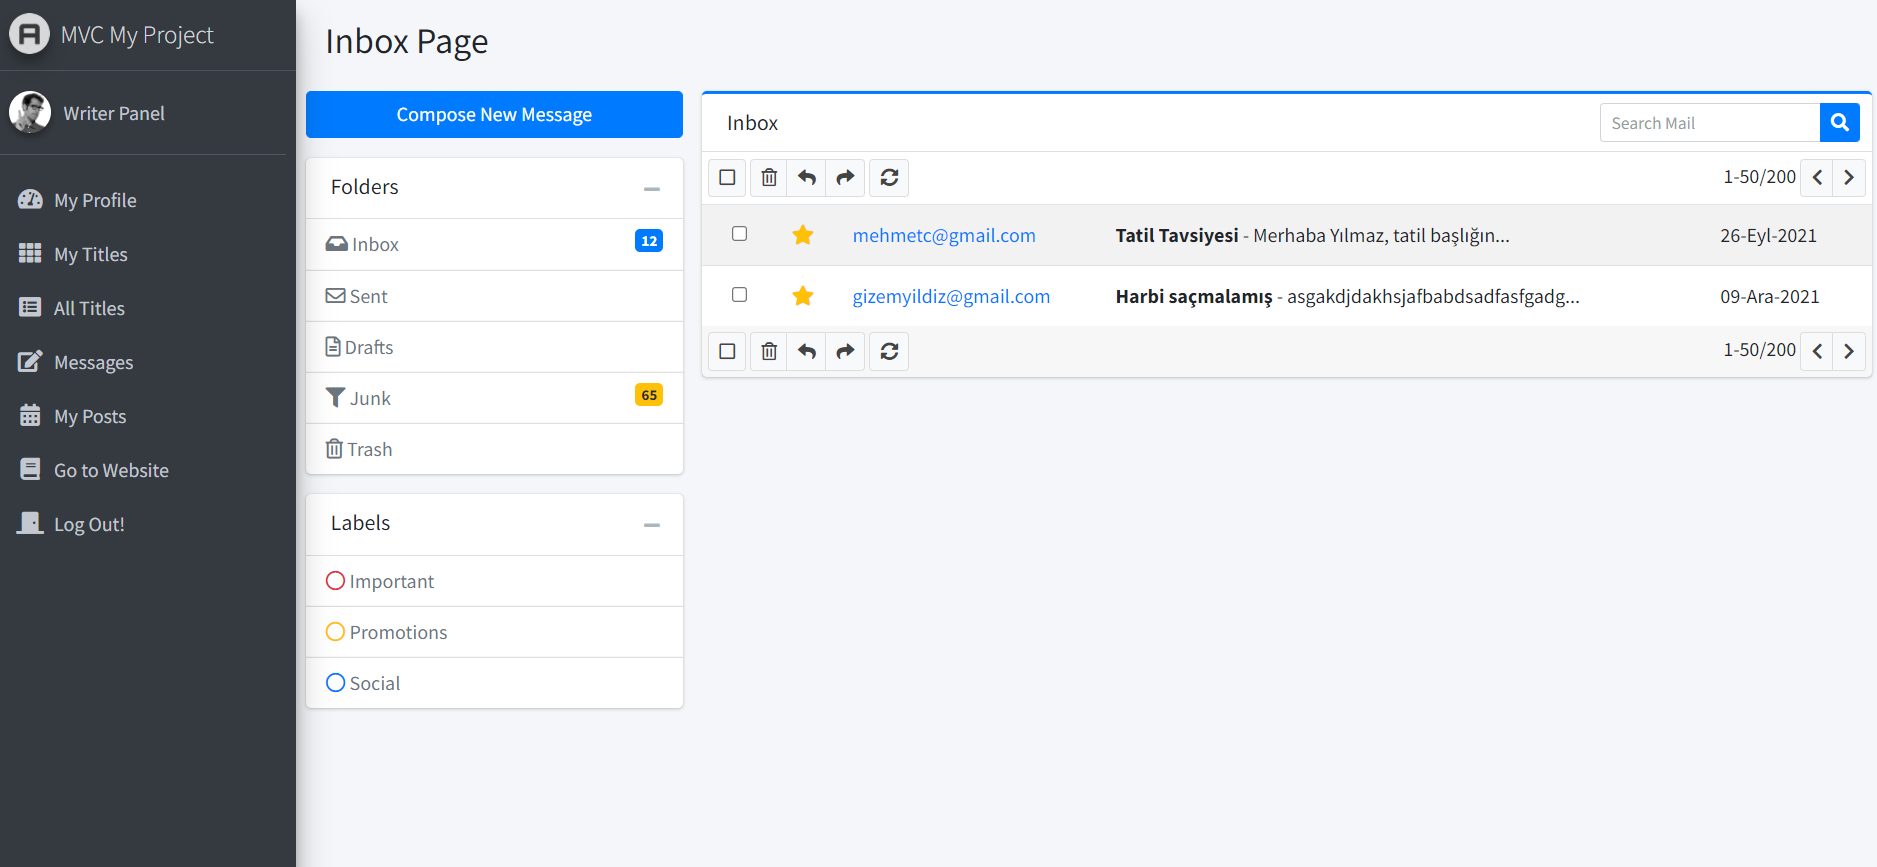 MVC My Project
Writer Panel
My Profile
My Titles
All Titles
Messages
My Posts
Go to Website
Log Out!
Inbox Page
Compose New Message
Folders
Inbox 12
Sent
Drafts
Junk 65
Trash
Labels
Important
Promotions
Social
Inbox Search Mail
1-50/200
mehmetc@gmail.com Tatil Tavsiyesi - Merhaba Yılmaz, tatil başlığın... 26-Eyl-2021
gizemyildiz@gmail.com Harbi saçmalamış - asgakdjdakhsjafbabdsadfasfgadg... 09-Ara-2021
1-50/200